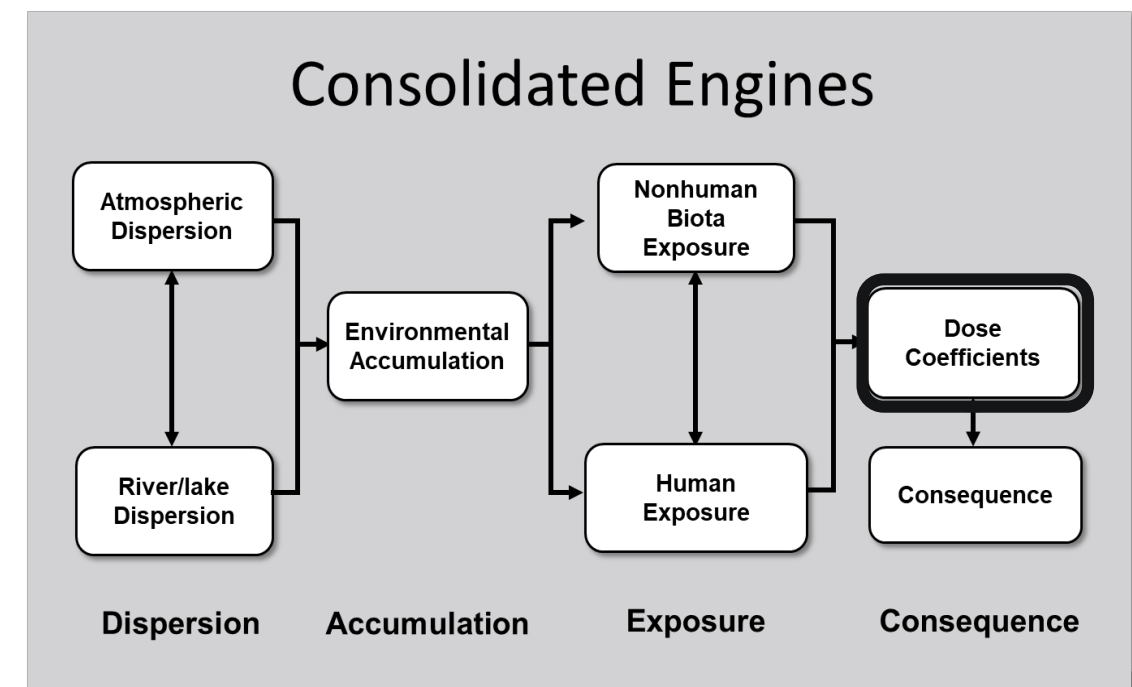 Consolidated Engines
Atmospheric
Dispersion
River/lake
Dispersion
Environmental
Accumulation
Nonhuman
Biota
Exposure
Human
Exposure
Dose
Coefficients
Consequence
Dispersion
Accumulation
Exposure
Consequence